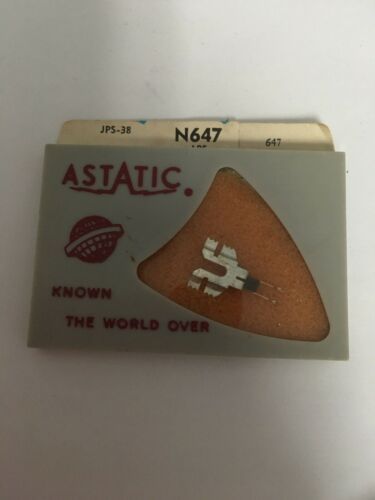 JPS-38
N647
647
ASTATIC.
KNOWN
THE WORLD OVER